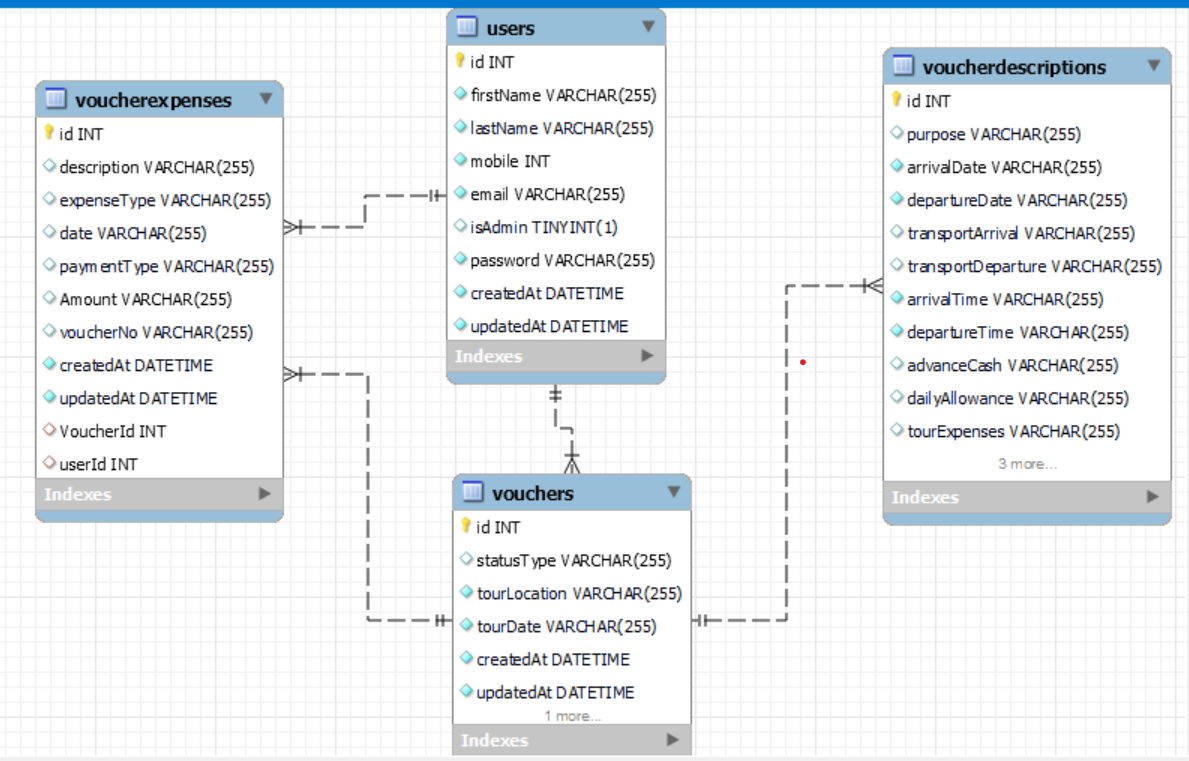 voucherexpenses
id INT
description VARCHAR(255)
expenseType VARCHAR(255)
date VARCHAR(255)
paymentType VARCHAR(255)
Amount VARCHAR(255)
voucherNo VARCHAR(255)
createdAt DATETIME
updatedAt DATETIME
VoucherId INT
userId INT
Indexes
users
id INT
firstName VARCHAR(255)
lastName VARCHAR(255)
mobile INT
email VARCHAR(255)
isAdmin TINYINT(1)
password VARCHAR(255)
createdAt DATETIME
updatedAt DATETIME
Indexes
vouchers
id INT
statusType VARCHAR(255)
tourLocation VARCHAR(255)
tourDate VARCHAR(255)
createdAt DATETIME
updatedAt DATETIME
1 more...
Indexes
voucherdescriptions
id INT
purpose VARCHAR(255)
arrivalDate VARCHAR(255)
departureDate VARCHAR(255)
transportArrival VARCHAR(255)
transportDeparture VARCHAR(255)
arrivalTime VARCHAR(255)
departureTime VARCHAR(255)
advanceCash VARCHAR(255)
dailyAllowance VARCHAR(255)
tourExpenses VARCHAR(255)
3 more...
Indexes